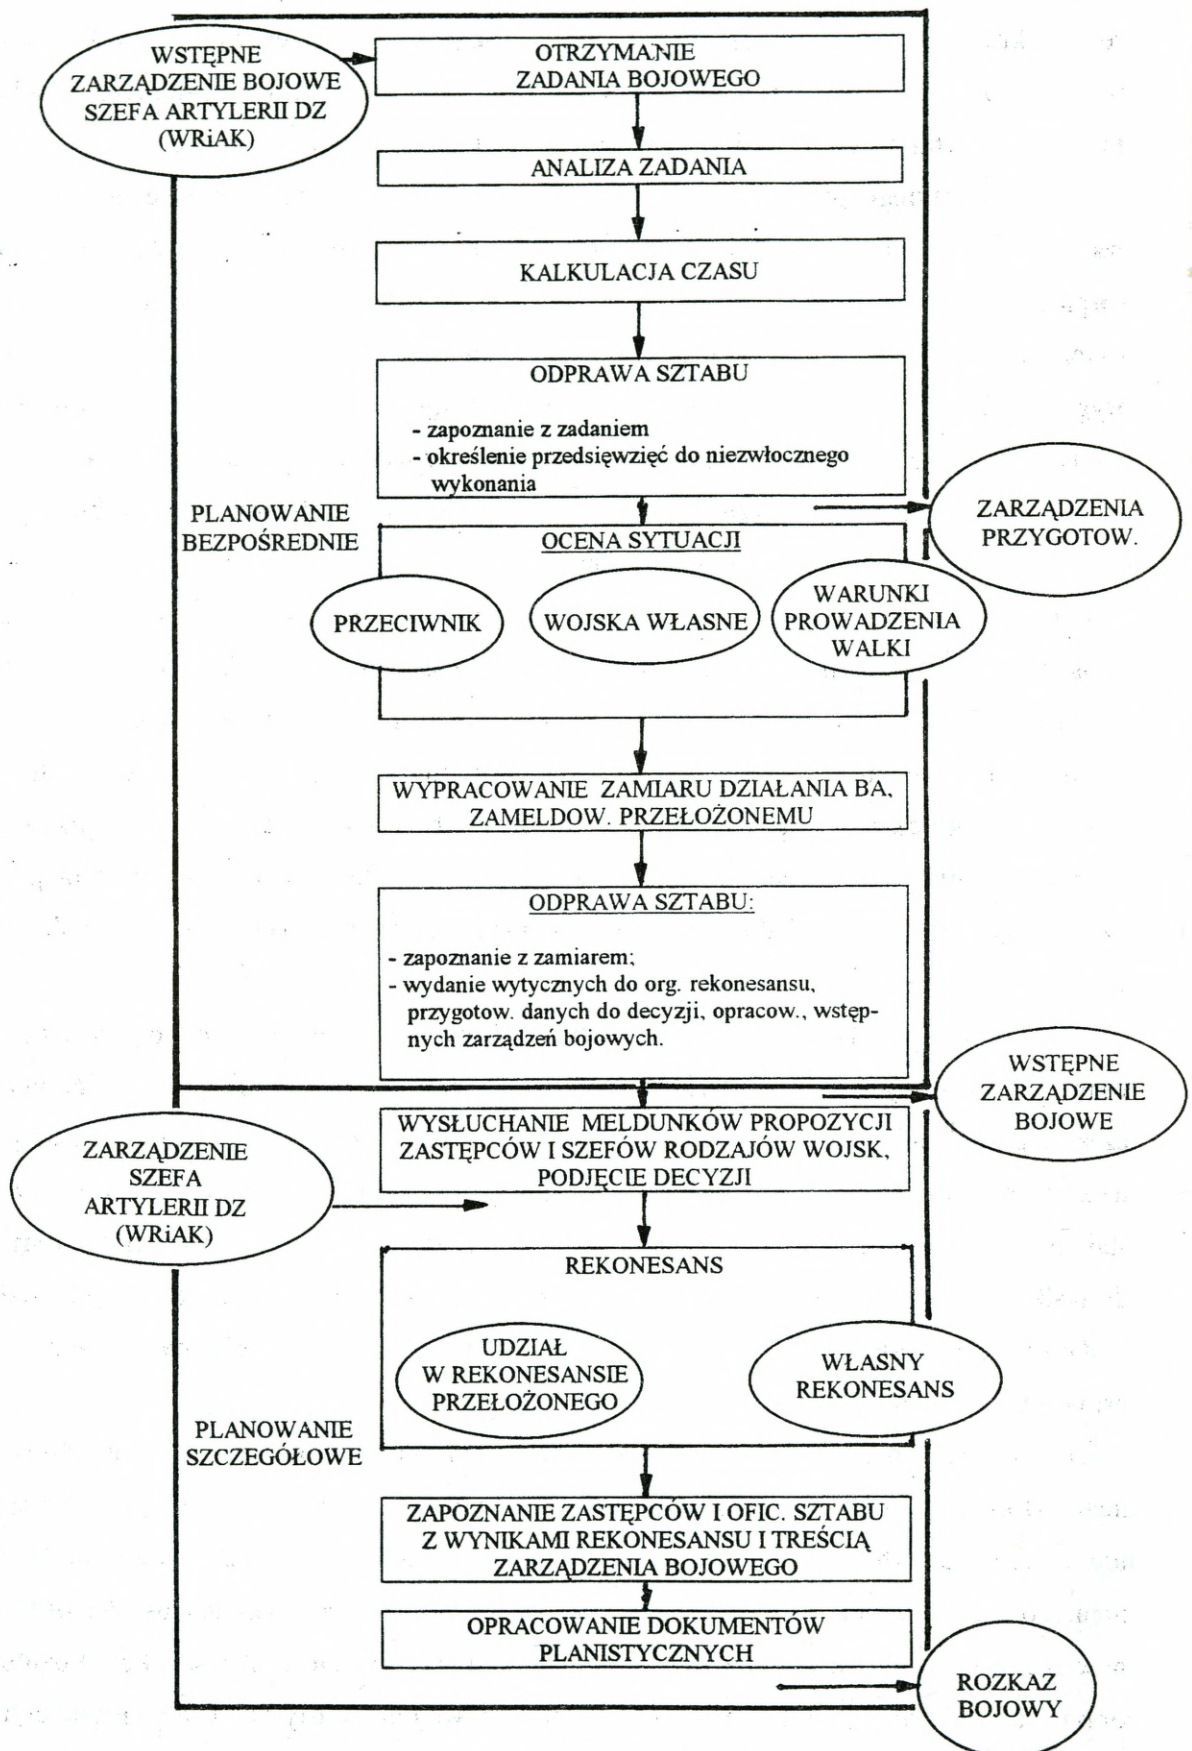 WSTĘPNE
ZARZĄDZENIE BOJOWE
SZEFA ARTYLERII DZ
(WRiAK)
OTRZYMANIE
ZADANIA BOJOWEGO
ANALIZA ZADANIA
KALKULACJA CZASU
ODPRAWA SZTABU
- zapoznanie z zadaniem
- określenie przedsięwzięć do niezwłocznego
wykonania
PLANOWANIE
BEZPOŚREDNIE
ZARZĄDZENIA
PRZYGOTOW.
OCENA SYTUACJI
PRZECIWNIK
WOJSKA WŁASNE
WARUNKI
PROWADZENIA
WALKI
WYPRACOWANIE ZAMIARU DZIAŁANIA BA,
ZAMELDOW. PRZEŁOŻONEMU
ODPRAWA SZTABU:
- zapoznanie z zamiarem;
- wydanie wytycznych do org. rekonesansu,
przygotow. danych do decyzji, opracow., wstęp-
nych zarządzeń bojowych.
WSTĘPNE
ZARZĄDZENIE
BOJOWE
WYSŁUCHANIE MELDUNKÓW PROPOZYCJI
ZASTĘPCÓW I SZEFÓW RODZAJÓW WOJSK,
PODJĘCIE DECYZJI
ZARZĄDZENIE
SZEFA
ARTYLERII DZ
(WRiAK)
REKONESANS
UDZIAŁ
W REKONESANSIE
PRZEŁOŻONEGO
WŁASNY
REKONESANS
PLANOWANIE
SZCZEGÓŁOWE
ZAPOZNANIE ZASTĘPCÓW I OFIC. SZTABU
Z WYNIKAMI REKONESANSU I TREŚCIĄ
ZARZĄDZENIA BOJOWEGO
OPRACOWANIE DOKUMENTÓW
PLANISTYCZNYCH
ROZKAZ
BOJOWY